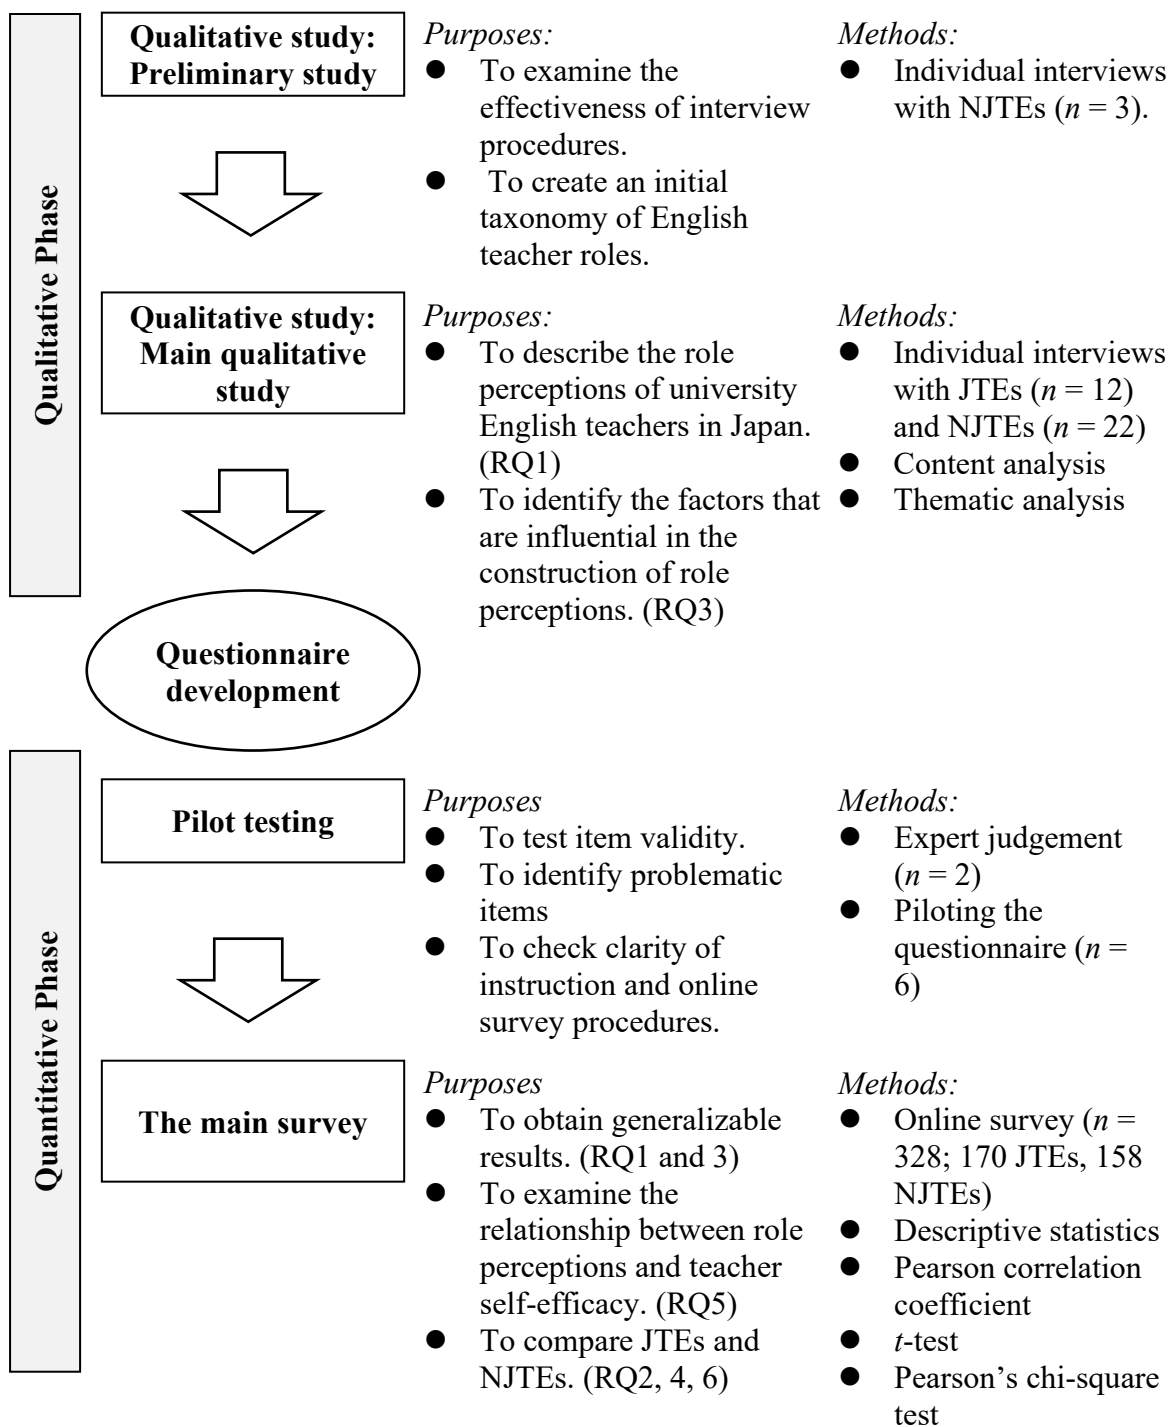 Qualitative Phase
Qualitative study:
Preliminary study
Purposes:
● To examine the
effectiveness of interview
procedures.
● To create an initial
taxonomy of English
teacher roles.
Methods:
● Individual interviews
with NJTEs (n = 3).
Qualitative study:
Main qualitative
study
Purposes:
● To describe the role
perceptions of university
English teachers in Japan.
(RQ1)
● To identify the factors that
are influential in the
construction of role
perceptions. (RQ3)
Methods:
● Individual interviews
with JTEs (n = 12)
and NJTEs (n = 22)
● Content analysis
● Thematic analysis
Questionnaire
development
Quantitative Phase
Pilot testing
Purposes
● To test item validity.
● To identify problematic
items
● To check clarity of
instruction and online
survey procedures.
Methods:
● Expert judgement
(n = 2)
● Piloting the
questionnaire (n =
6)
The main survey
Purposes
● To obtain generalizable
results. (RQ1 and 3)
● To examine the
relationship between role
perceptions and teacher
self-efficacy. (RQ5)
● To compare JTEs and
NJTEs. (RQ2, 4, 6)
Methods:
● Online survey (n =
328; 170 JTEs, 158
NJTEs)
● Descriptive statistics
● Pearson correlation
coefficient
● t-test
● Pearson’s chi-square
test